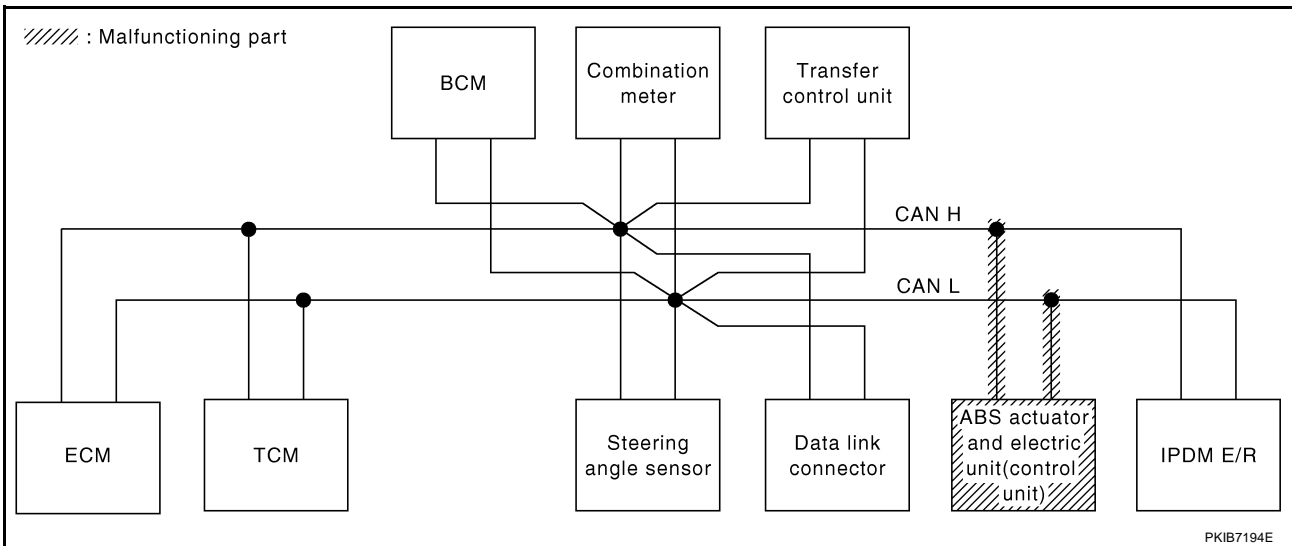 : Malfunctioning part
BCM
Combination
meter
Transfer
control unit
CAN H
CAN L
ECM
TCM
Steering
angle sensor
Data link
connector
ABS actuator
and electric
unit(control
unit)
IPDM E/R
PKIB7194E